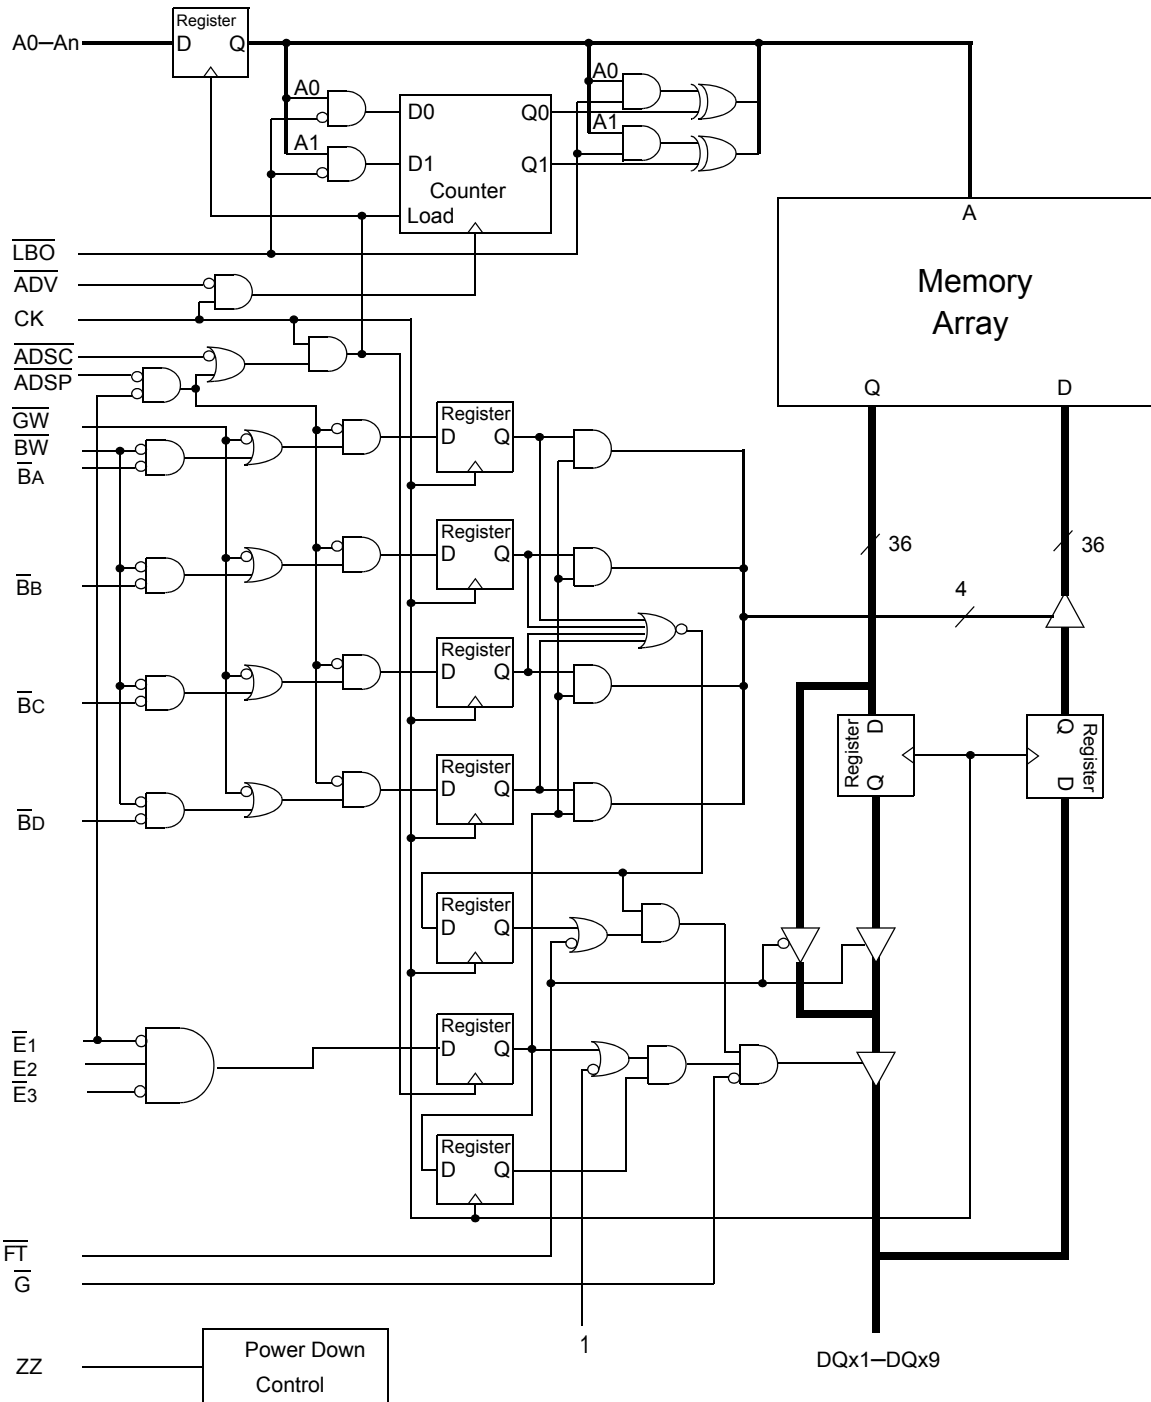 Register
A0–An
D Q
A0
A0
D0 Q0
A1
A1
D1 Q1
Counter
Load
A
LBO
ADV
Memory
CK
Array
ADSC
ADSP
Q D
GW
Register
BW
D Q
BA
Register
36 36
D Q
BB
4
Register
D Q
BC
D Q
Register Register
Q D
Register
D Q
BD
Register
D Q
Register
E1
D Q
E2
E3
Register
D Q
FT
G
1
Power Down
ZZ
DQx1–DQx9
Control